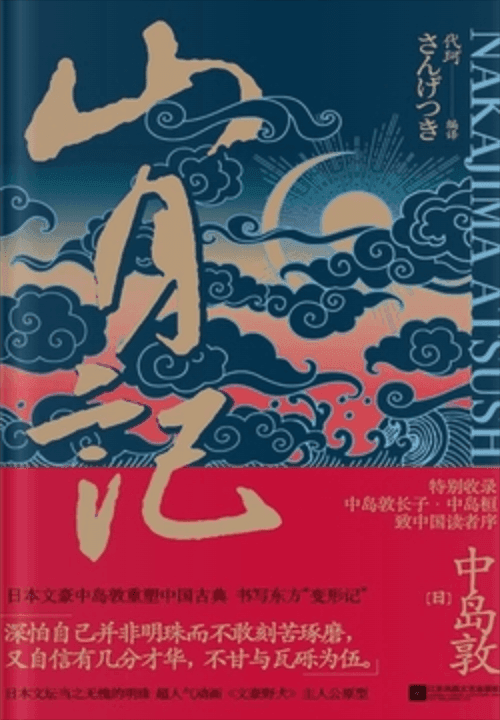 山月记
代珂 编译
さんげつき
NAKAJIMA ATSUSHI
特别收录
中岛敦长子·中岛桓
致中国读者序
[日]
中岛敦
日本文豪中岛敦重塑中国古典 书写东方“变形记”
深怕自己并非明珠而不敢刻苦琢磨，
又自信有几分才华，不甘与瓦砾为伍。」
日本文坛当之无愧的明珠 超人气动画《文豪野犬》主人公原型